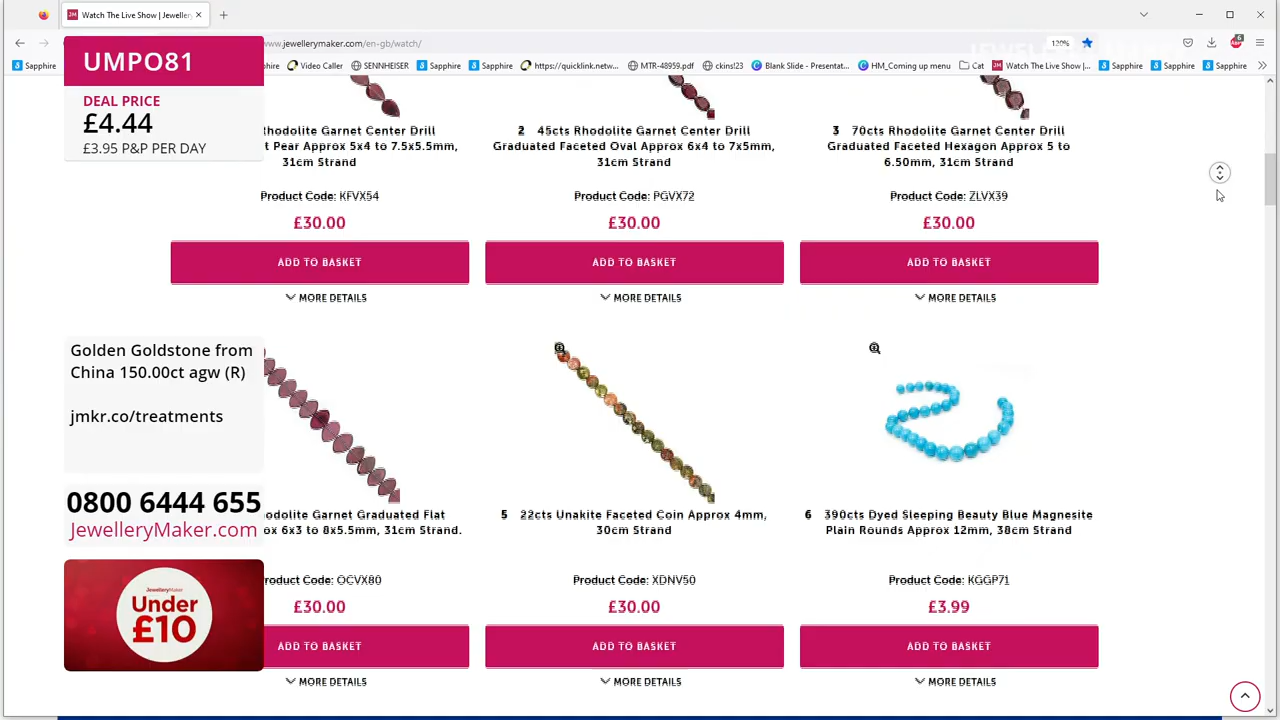 Watch The Live Show | Jewellery
www.jewellerymaker.com/en-gb/watch/
120%
6
Sapphire
Sapphire
Video Caller
SENNHEISER
Sapphire
Sapphire
https://quicklink.netw...
MTR-48959.pdf
ckins!23
Blank Slide - Presentat...
HM_Coming up menu
Cat
Watch The Live Show...
Sapphire
Sapphire
Sapphire
UMPO81
DEAL PRICE
£4.44
£3.95 P&P PER DAY
Rhodolite Garnet Center Drill
Pear Approx 5x4 to 7.5x5.5mm,
31cm Strand
Product Code: KFVX54
£30.00
ADD TO BASKET
MORE DETAILS
2 45cts Rhodolite Garnet Center Drill
Graduated Faceted Oval Approx 6x4 to 7x5mm,
31cm Strand
Product Code: PGVX72
£30.00
ADD TO BASKET
MORE DETAILS
3 70cts Rhodolite Garnet Center Drill
Graduated Faceted Hexagon Approx 5 to
6.50mm, 31cm Strand
Product Code: ZLVX39
£30.00
ADD TO BASKET
MORE DETAILS
Golden Goldstone from
China 150.00ct agw (R)
jmkr.co/treatments
0800 6444 655
JewelleryMaker.com
JewelleryMaker
Under
£10
hodolite Garnet Graduated Flat
ox 6x3 to 8x5.5mm, 31cm Strand.
Product Code: OCVX80
£30.00
ADD TO BASKET
MORE DETAILS
5 22cts Unakite Faceted Coin Approx 4mm,
30cm Strand
Product Code: XDNV50
£30.00
ADD TO BASKET
MORE DETAILS
6 390cts Dyed Sleeping Beauty Blue Magnesite
Plain Rounds Approx 12mm, 38cm Strand
Product Code: KGGP71
£3.99
ADD TO BASKET
MORE DETAILS